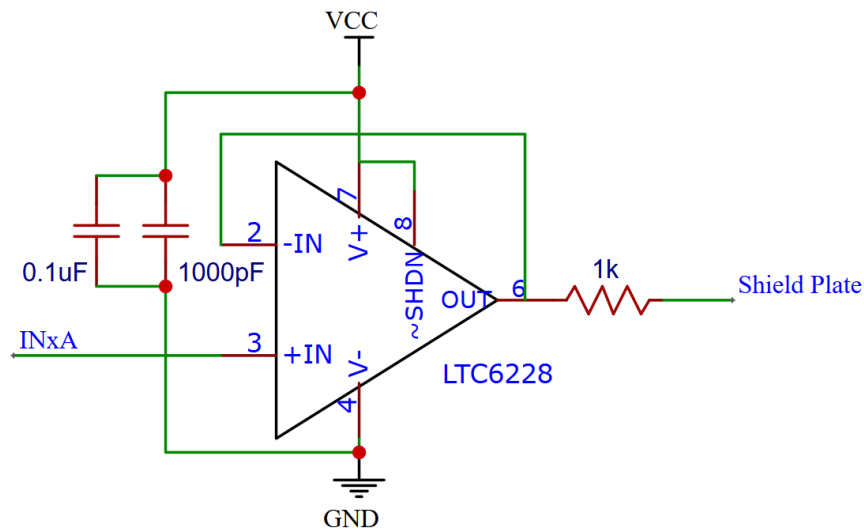 VCC
7
8
2
-IN
V+
~SHDN
0.1uF
1000pF
1k
OUT
6
Shield Plate
INxA
3
+IN
V-
4
LTC6228
GND